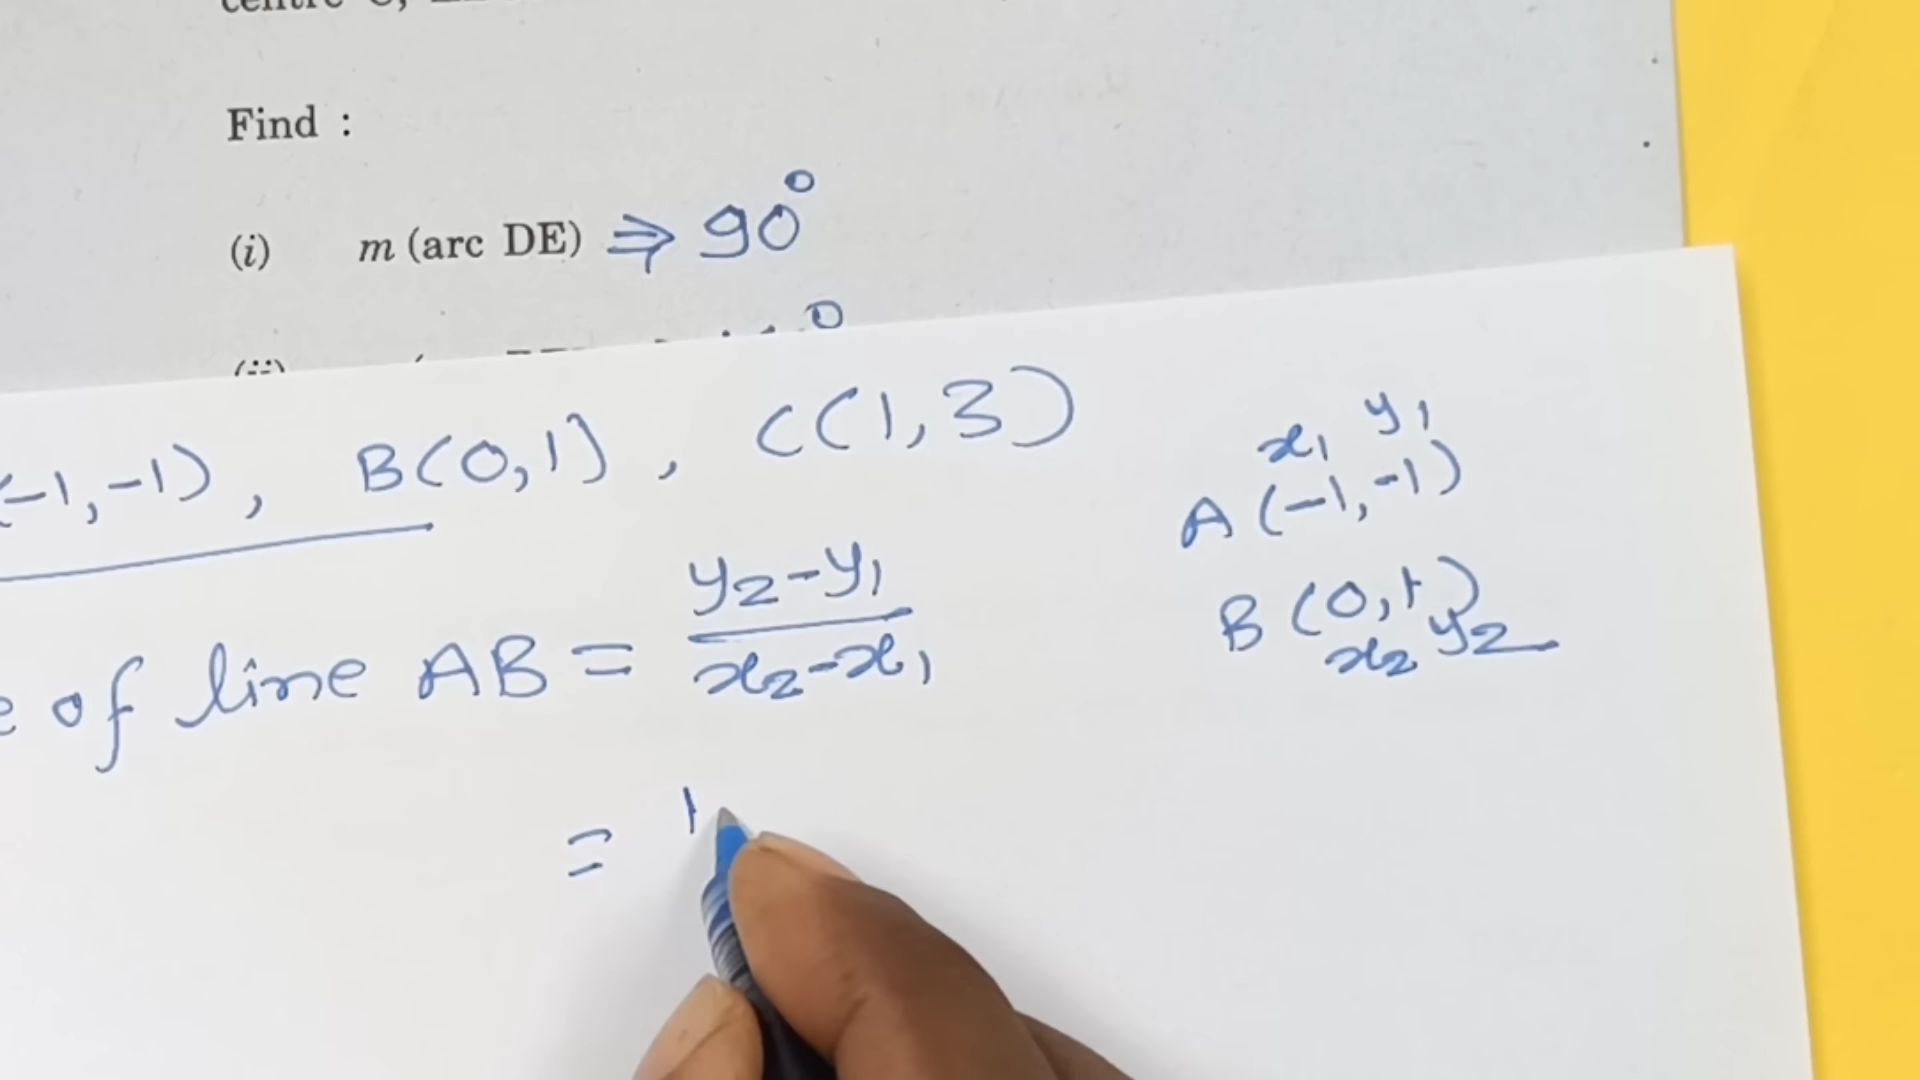 Find :
(i) m (arc DE) ⇒ 90°
(-1,-1), B(0,1), C(1,3)
x₁ y₁
A(-1,-1)
B(0,1)
x₂ y₂
of line AB = y₂-y₁ / x₂-x₁
= 1